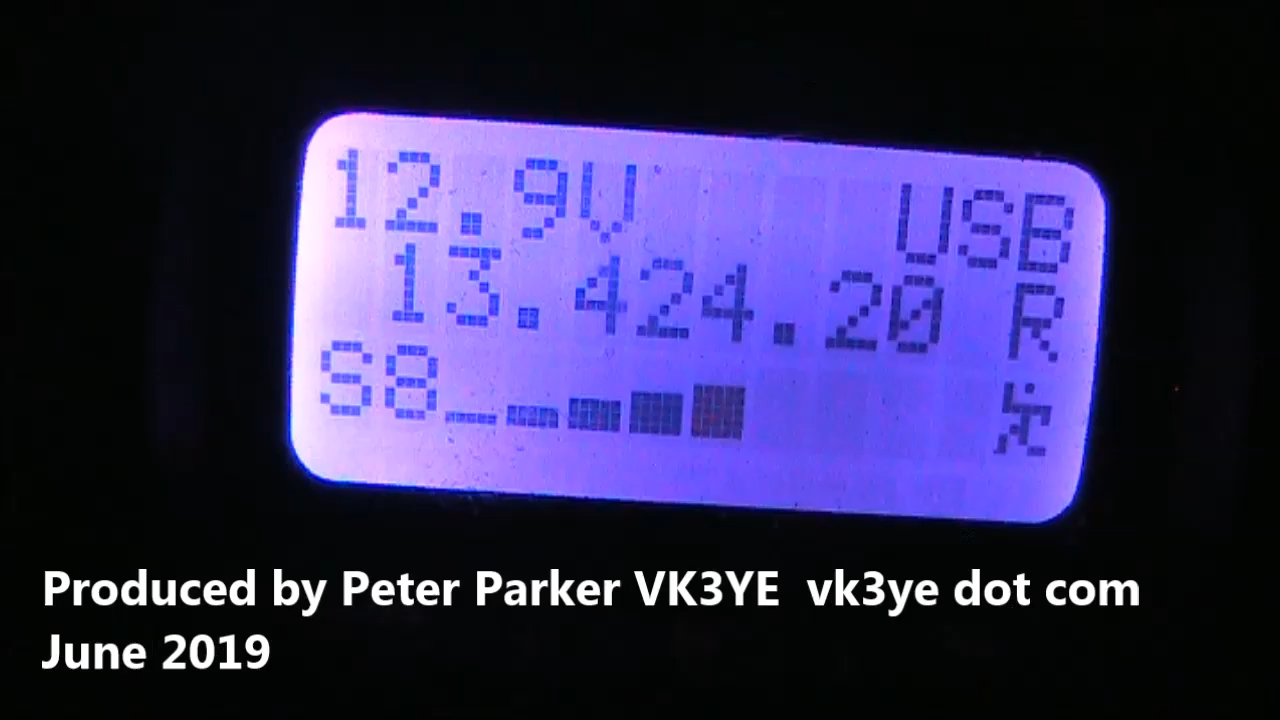 12.9V USB
13.424.20 R
S8
Produced by Peter Parker VK3YE  vk3ye dot com
June 2019